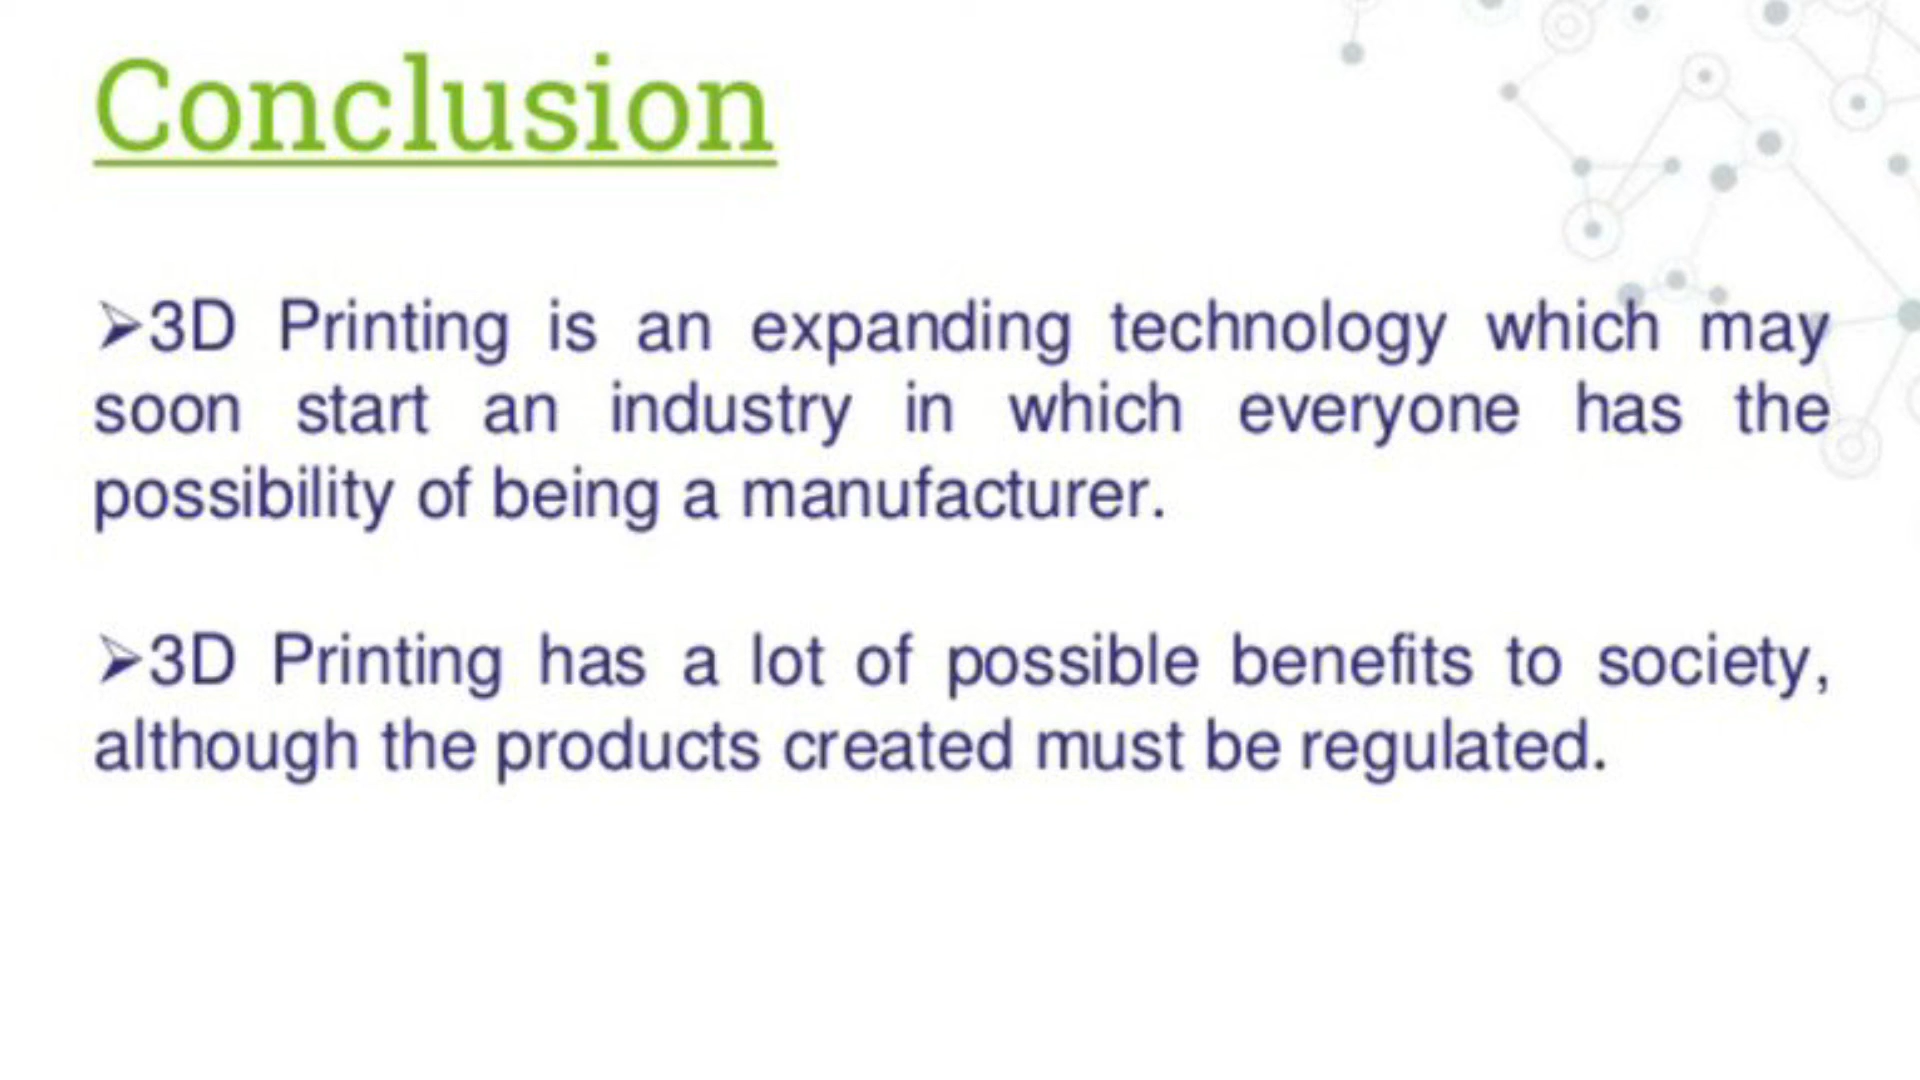 Conclusion
➢3D Printing is an expanding technology which may
soon start an industry in which everyone has the
possibility of being a manufacturer.
➢3D Printing has a lot of possible benefits to society,
although the products created must be regulated.